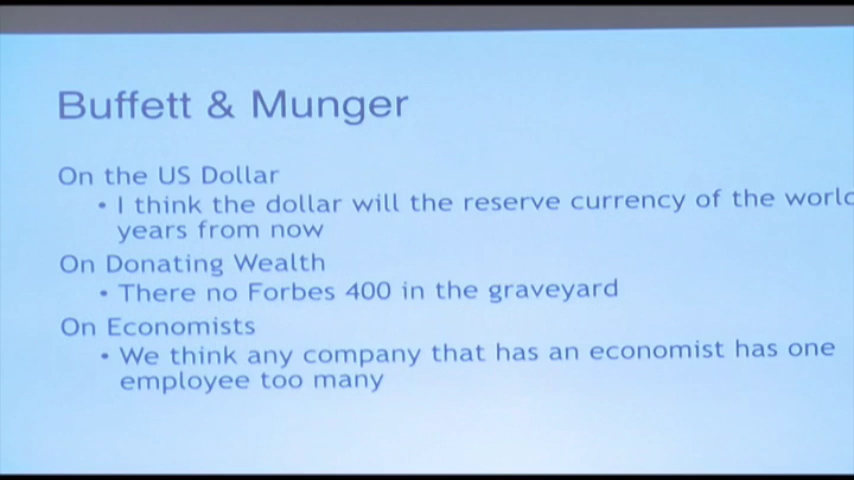 Buffett & Munger
On the US Dollar
• I think the dollar will the reserve currency of the
years from now
On Donating Wealth
• There no Forbes 400 in the graveyard
On Economists
• We think any company that has an economist has one
employee too many